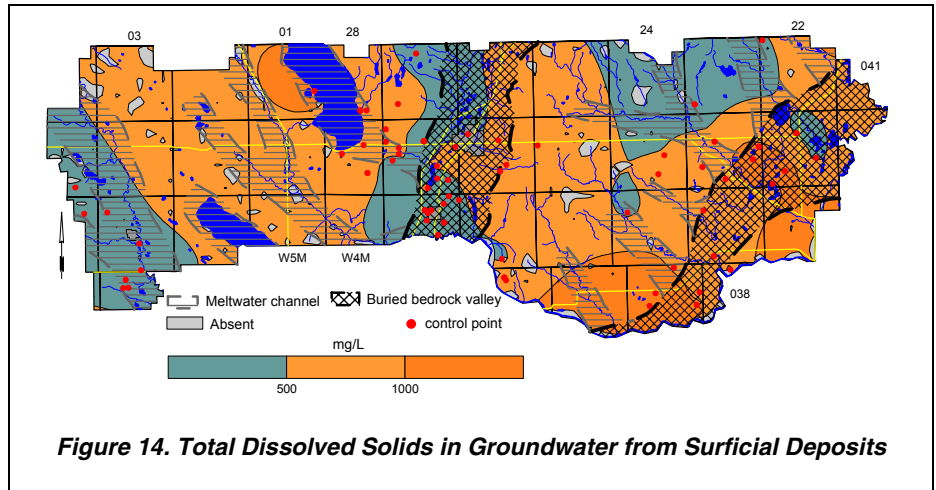 03 01 28 24 22
041
W5M W4M
038
Meltwater channel Buried bedrock valley
Absent control point
mg/L
500 1000
Figure 14. Total Dissolved Solids in Groundwater from Surficial Deposits